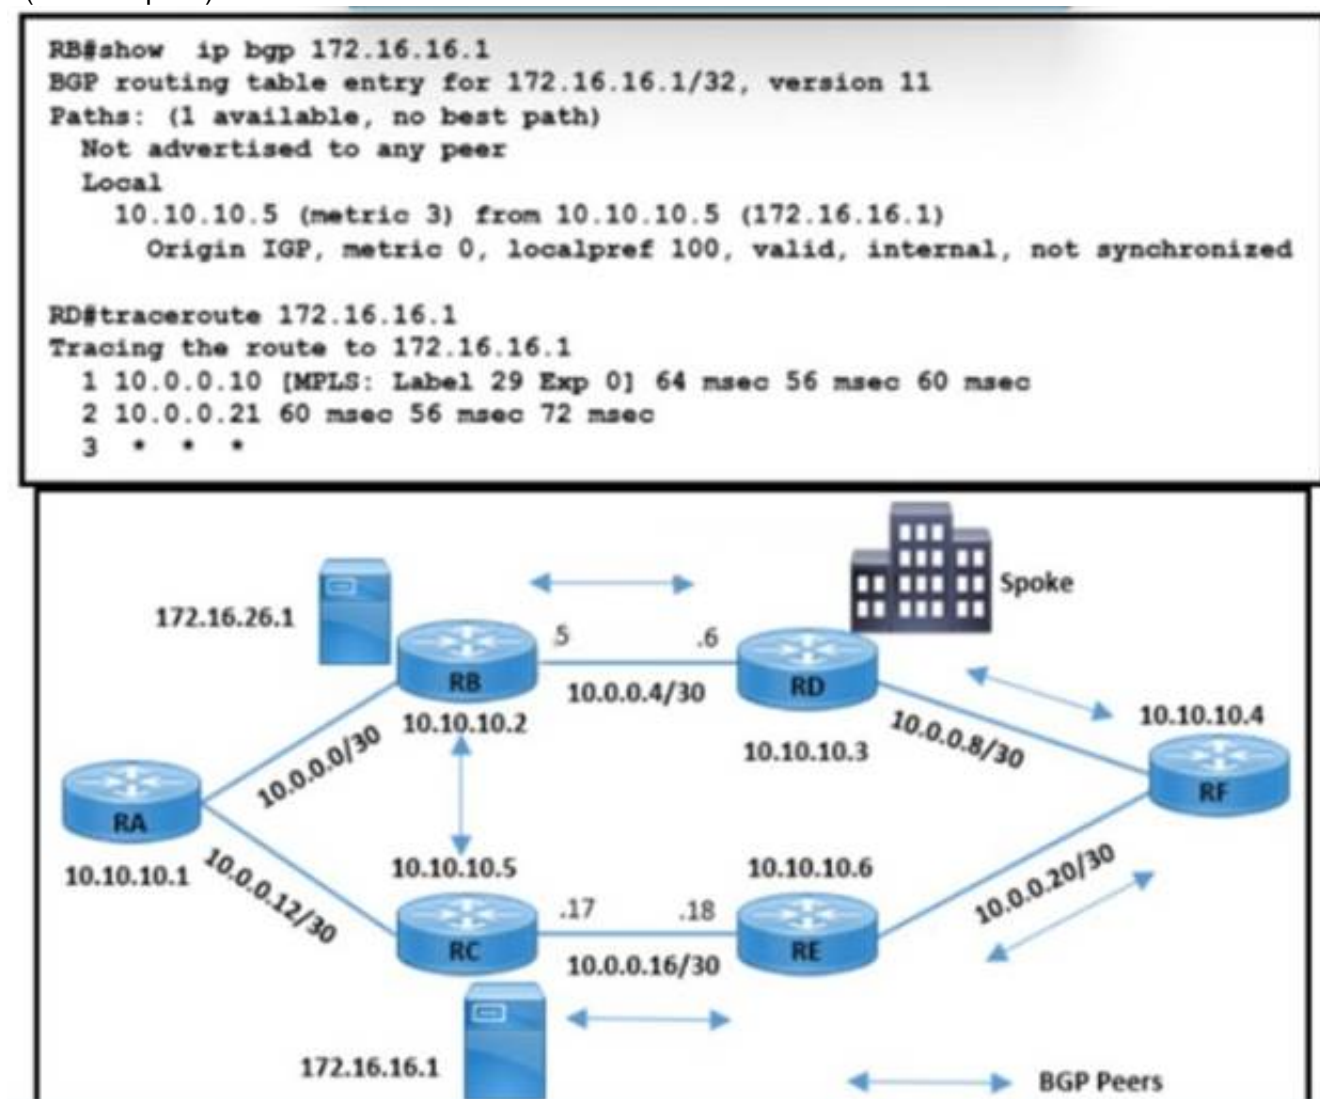 RB#show ip bgp 172.16.16.1
BGP routing table entry for 172.16.16.1/32, version 11
Paths: (1 available, no best path)
Not advertised to any peer
Local
10.10.10.5 (metric 3) from 10.10.10.5 (172.16.16.1)
Origin IGP, metric 0, localpref 100, valid, internal, not synchronized
RD#traceroute 172.16.16.1
Tracing the route to 172.16.16.1
1 10.0.0.10 [MPLS: Label 29 Exp 0] 64 msec 56 msec 60 msec
2 10.0.0.21 60 msec 56 msec 72 msec
3 * * *
Spoke
172.16.26.1
.5
.6
RB
10.0.0.4/30
RD
10.10.10.2
10.10.10.3
10.0.0.8/30
10.10.10.4
RF
10.0.0.0/30
RA
10.10.10.1
10.0.0.12/30
10.10.10.5
10.10.10.6
10.0.0.20/30
.17
.18
RC
10.0.0.16/30
RE
172.16.16.1
BGP Peers